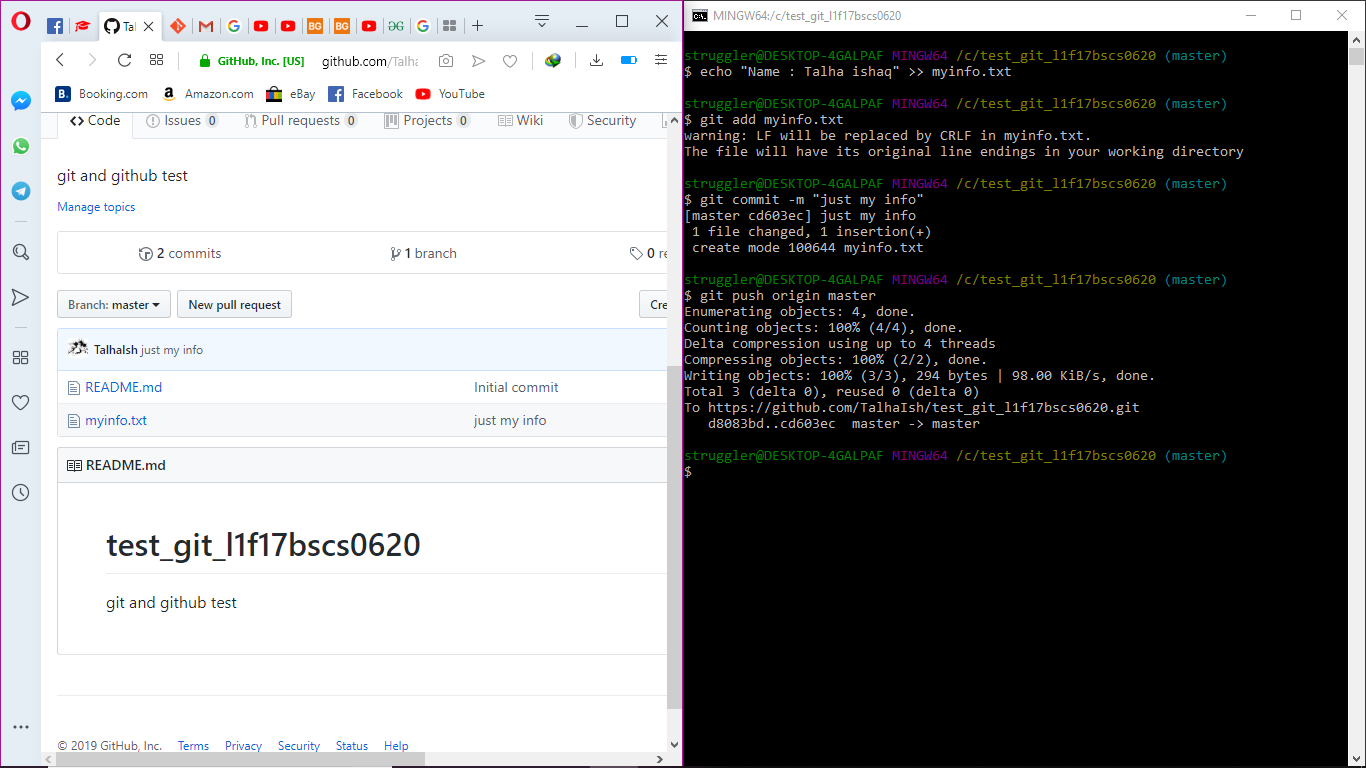 Tal
BG
BG
GitHub, Inc. [US]
github.com/Talha
Booking.com
Amazon.com
eBay
Facebook
YouTube
Code
Issues 0
Pull requests 0
Projects 0
Wiki
Security
git and github test
Manage topics
2 commits
1 branch
0 re
Branch: master
New pull request
Cre
TalhaIsh just my info
README.md Initial commit
myinfo.txt just my info
README.md
test_git_l1f17bscs0620
git and github test
© 2019 GitHub, Inc. Terms Privacy Security Status Help
MINGW64:/c/test_git_l1f17bscs0620
struggler@DESKTOP-4GALPAF MINGW64 /c/test_git_l1f17bscs0620 (master)
$ echo "Name : Talha ishaq" >> myinfo.txt
struggler@DESKTOP-4GALPAF MINGW64 /c/test_git_l1f17bscs0620 (master)
$ git add myinfo.txt
warning: LF will be replaced by CRLF in myinfo.txt.
The file will have its original line endings in your working directory
struggler@DESKTOP-4GALPAF MINGW64 /c/test_git_l1f17bscs0620 (master)
$ git commit -m "just my info"
[master cd603ec] just my info
 1 file changed, 1 insertion(+)
 create mode 100644 myinfo.txt
struggler@DESKTOP-4GALPAF MINGW64 /c/test_git_l1f17bscs0620 (master)
$ git push origin master
Enumerating objects: 4, done.
Counting objects: 100% (4/4), done.
Delta compression using up to 4 threads
Compressing objects: 100% (2/2), done.
Writing objects: 100% (3/3), 294 bytes | 98.00 KiB/s, done.
Total 3 (delta 0), reused 0 (delta 0)
To https://github.com/TalhaIsh/test_git_l1f17bscs0620.git
   d8083bd..cd603ec  master -> master
struggler@DESKTOP-4GALPAF MINGW64 /c/test_git_l1f17bscs0620 (master)
$